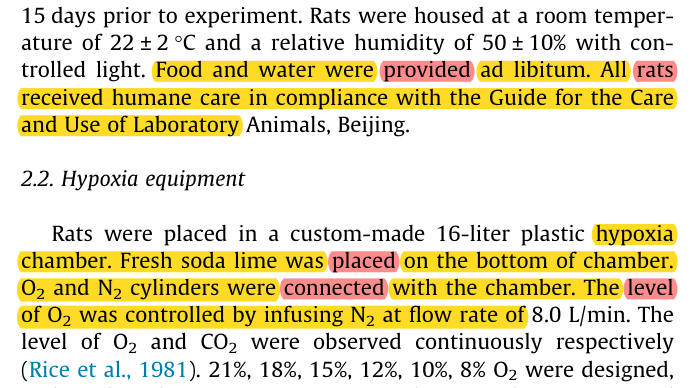 15 days prior to experiment. Rats were housed at a room temper-
ature of 22 ± 2 °C and a relative humidity of 50 ± 10% with con-
trolled light. Food and water were provided ad libitum. All rats
received humane care in compliance with the Guide for the Care
and Use of Laboratory Animals, Beijing.
2.2. Hypoxia equipment
Rats were placed in a custom-made 16-liter plastic hypoxia
chamber. Fresh soda lime was placed on the bottom of chamber.
O₂ and N₂ cylinders were connected with the chamber. The level
of O₂ was controlled by infusing N₂ at flow rate of 8.0 L/min. The
level of O₂ and CO₂ were observed continuously respectively
(Rice et al., 1981). 21%, 18%, 15%, 12%, 10%, 8% O₂ were designed,